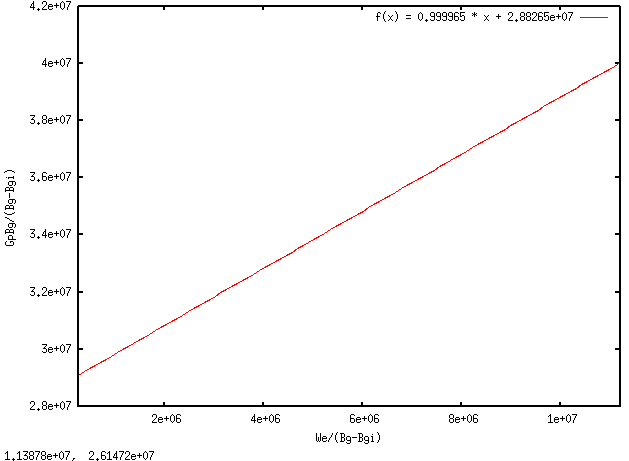 4.2e+07
f(x) = 0.999965 * x + 2.88265e+07
4e+07
3.8e+07
3.6e+07
GpBg/(Bg-Bgi)
3.4e+07
3.2e+07
3e+07
2.8e+07
2e+06 4e+06 6e+06 8e+06 1e+07
We/(Bg-Bgi)
1.13878e+07, 2.61472e+07